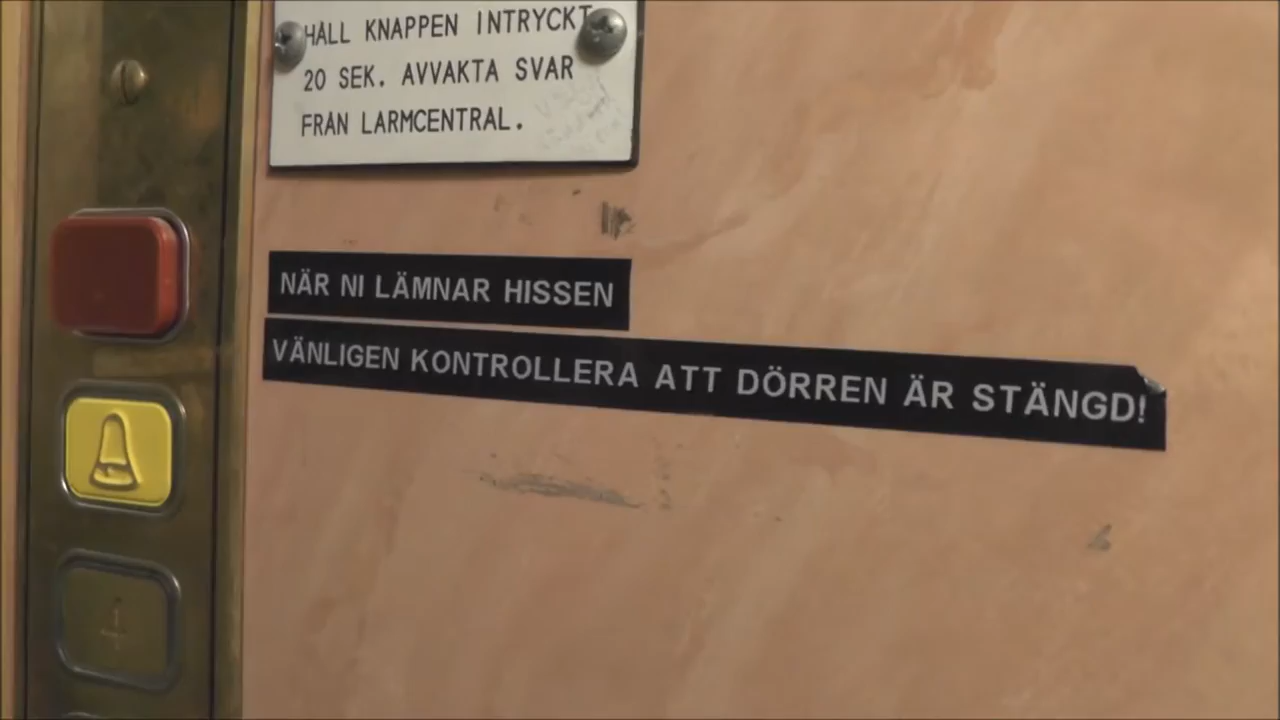 HÅLL KNAPPEN INTRYCKT
20 SEK. AVVAKTA SVAR
FRÅN LARMCENTRAL.
NÄR NI LÄMNAR HISSEN
VÄNLIGEN KONTROLLERA ATT DÖRREN ÄR STÄNGD!